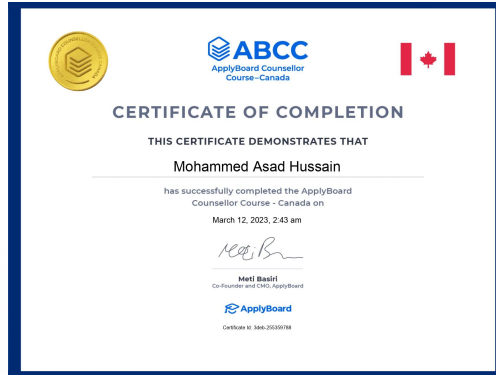 ABCC
ApplyBoard Counsellor
Course–Canada
CERTIFICATE OF COMPLETION
THIS CERTIFICATE DEMONSTRATES THAT
Mohammed Asad Hussain
has successfully completed the ApplyBoard
Counsellor Course - Canada on
March 12, 2023, 2:43 am
Meti Basiri
Co-Founder and CMO, ApplyBoard
ApplyBoard
Certificate Id: 3deb-255359788